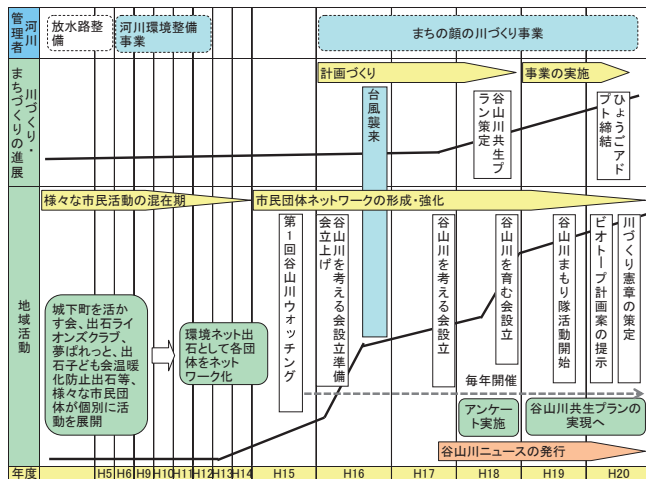 河川
管理者
放水路整
備
河川環境整備
事業
まちの顔の川づくり事業
川づくり・
まちづくりの進展
計画づくり
事業の実施
台風襲来
谷山川共生プ
ラン策定
ひょうごアド
プト締結
地域活動
様々な市民活動の混在期
市民団体ネットワークの形成・強化
第1回谷山川ウォッチング
谷山川を考える会設立準備
会立上げ
谷山川を考える会設立
谷山川を育む会設立
谷山川まもり隊活動開始
ビオトープ計画案の提示
川づくり憲章の策定
城下町を活か
す会、出石ライ
オンズクラブ、
夢ぱれっと、出
石子ども会温暖
化防止出石等、
様々な市民団
体が個別に活
動を展開
環境ネット出
石として各団
体をネット
ワーク化
毎年開催
アンケー
ト実施
谷山川共生プランの
実現へ
谷山川ニュースの発行
年度
H5
H6
H9
H10
H11
H12
H13
H14
H15
H16
H17
H18
H19
H20